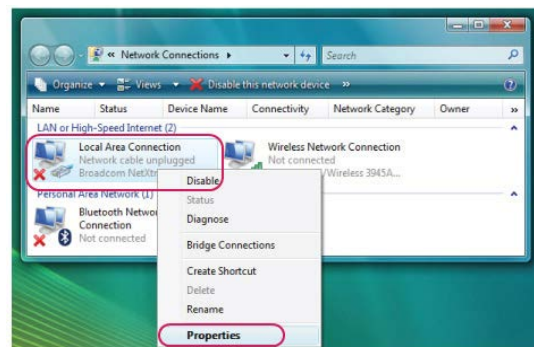 « Network Connections
Search
Organize Views Disable this network device »
Name Status Device Name Connectivity Network Category Owner »
LAN or High-Speed Internet (2)
Local Area Connection
Network cable unplugged
Broadcom NetXtr
Wireless Network Connection
Not connected
/Wireless 3945A...
Personal Area Network (1)
Bluetooth Networ
Connection
Not connected
Disable
Status
Diagnose
Bridge Connections
Create Shortcut
Delete
Rename
Properties